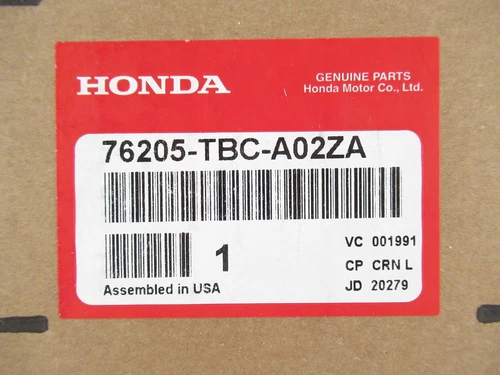 HONDA
GENUINE PARTS
Honda Motor Co., Ltd.
76205-TBC-A02ZA
1
VC 001991
CP CRN L
JD 20279
Assembled in USA